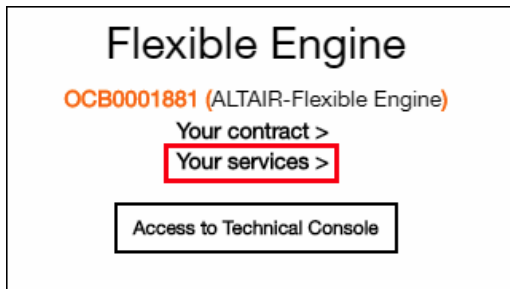 Flexible Engine
OCB0001881 (ALTAIR-Flexible Engine)
Your contract >
Your services >
Access to Technical Console